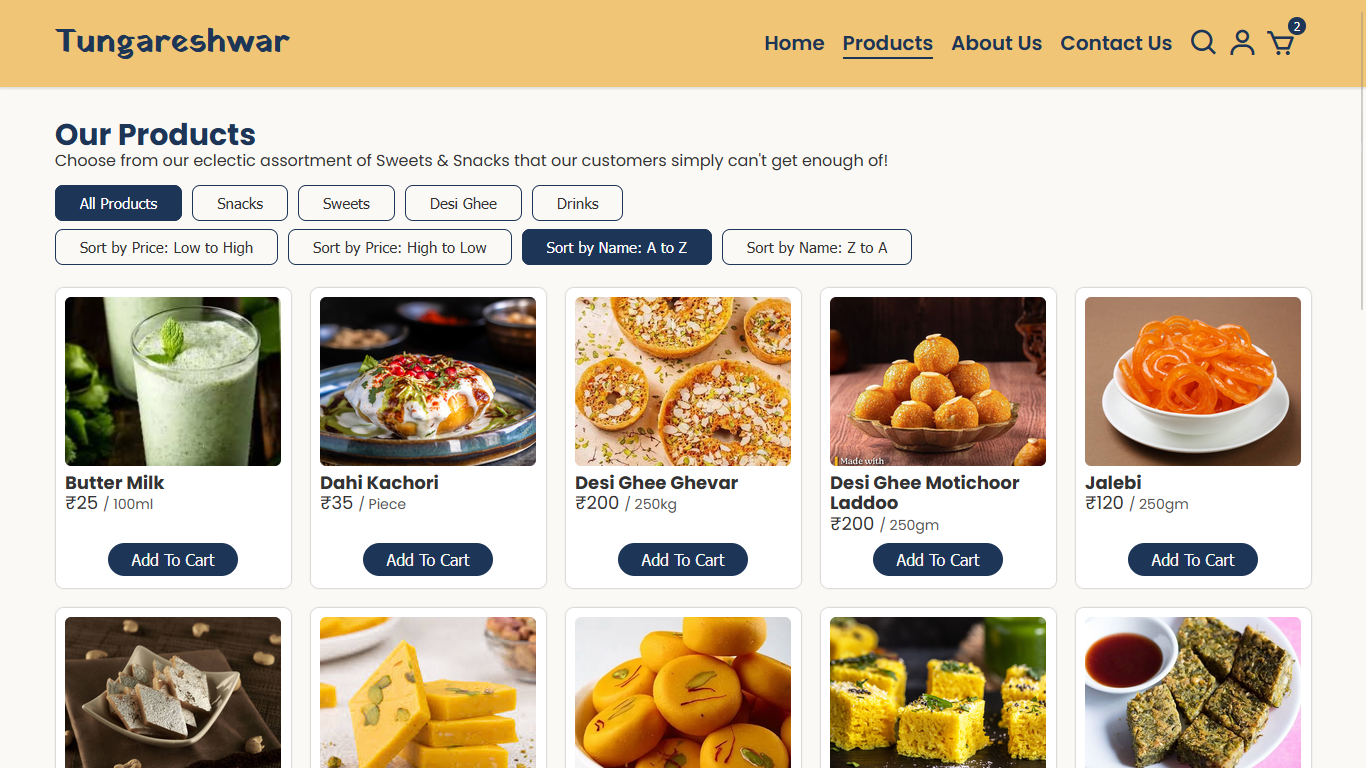 Tungareshwar
Home Products About Us Contact Us 2
Our Products
Choose from our eclectic assortment of Sweets & Snacks that our customers simply can't get enough of!
All Products Snacks Sweets Desi Ghee Drinks
Sort by Price: Low to High Sort by Price: High to Low Sort by Name: A to Z Sort by Name: Z to A
Made with
Butter Milk
₹25 / 100ml
Add To Cart
Dahi Kachori
₹35 / Piece
Add To Cart
Desi Ghee Ghevar
₹200 / 250kg
Add To Cart
Desi Ghee Motichoor
Laddoo
₹200 / 250gm
Add To Cart
Jalebi
₹120 / 250gm
Add To Cart